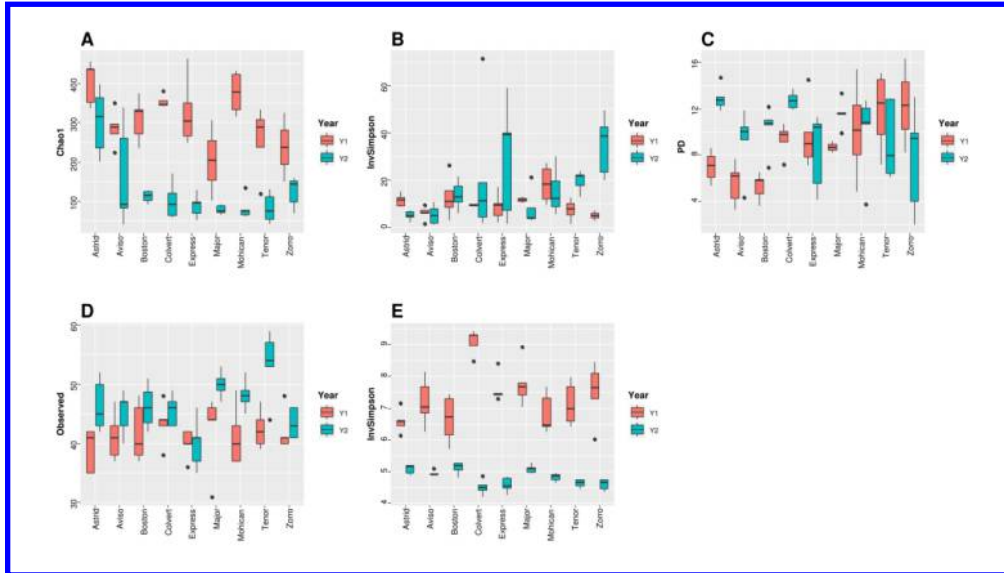 A
Chao1
100
200
300
400
Astrid
Aviso
Boston
Colvert
Express
Major
Mohican
Tenor
Zorro
Year
Y1
Y2
B
InvSimpson
0
20
40
60
Astrid
Aviso
Boston
Colvert
Express
Major
Mohican
Tenor
Zorro
Year
Y1
Y2
C
PD
4
8
12
16
Astrid
Aviso
Boston
Colvert
Express
Major
Mohican
Tenor
Zorro
Year
Y1
Y2
D
Observed
30
40
50
60
Astrid
Aviso
Boston
Colvert
Express
Major
Mohican
Tenor
Zorro
Year
Y1
Y2
E
InvSimpson
4
5
6
7
8
9
Astrid
Aviso
Boston
Colvert
Express
Major
Mohican
Tenor
Zorro
Year
Y1
Y2